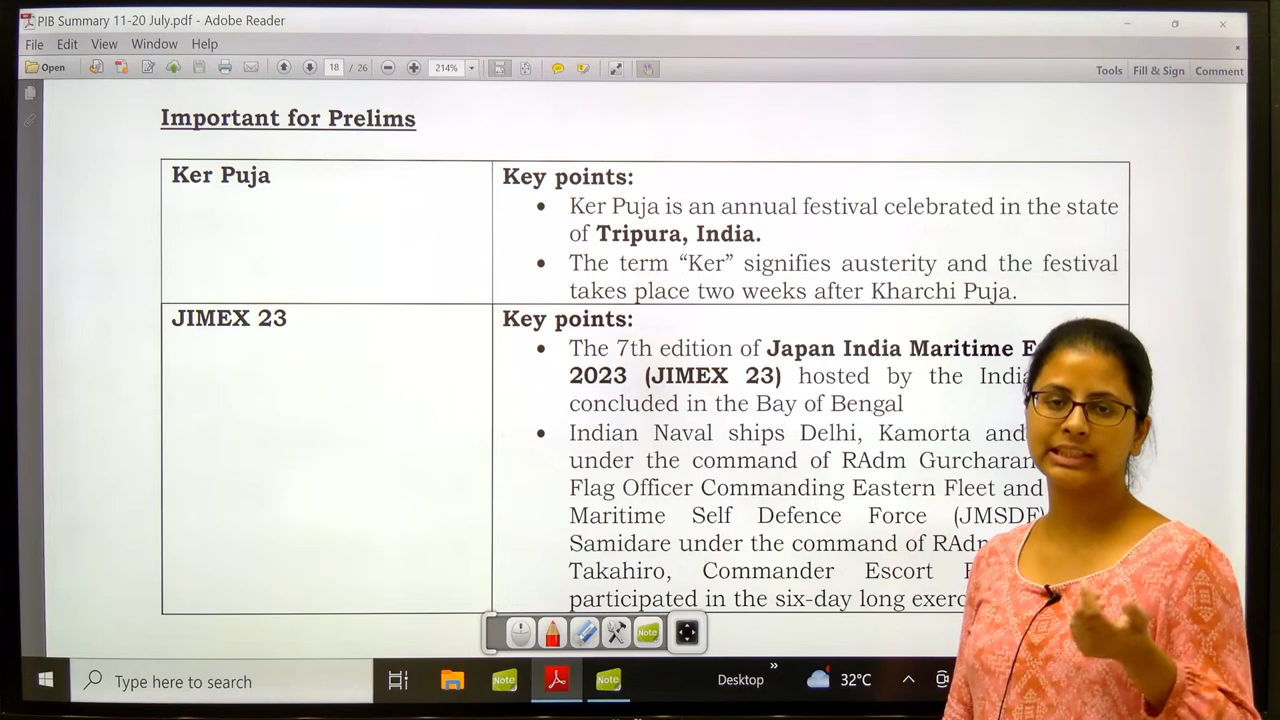 PIB Summary 11-20 July.pdf - Adobe Reader
File Edit View Window Help
Open 18 / 26 214% Tools Fill & Sign Comment
Important for Prelims
Ker Puja
Key points:
• Ker Puja is an annual festival celebrated in the state
of Tripura, India.
• The term “Ker” signifies austerity and the festival
takes place two weeks after Kharchi Puja.
JIMEX 23
Key points:
• The 7th edition of Japan India Maritime
2023 (JIMEX 23) hosted by the
concluded in the Bay of Bengal
• Indian Naval ships Delhi, Kamorta and
under the command of RAdm Gurcharan
Flag Officer Commanding Eastern Fleet and
Maritime Self Defence Force (JMSDF)
Samidare under the command of
Takahiro, Commander Escort
participated in the six-day long
Note
Type here to search
Note
Note
Desktop
32°C